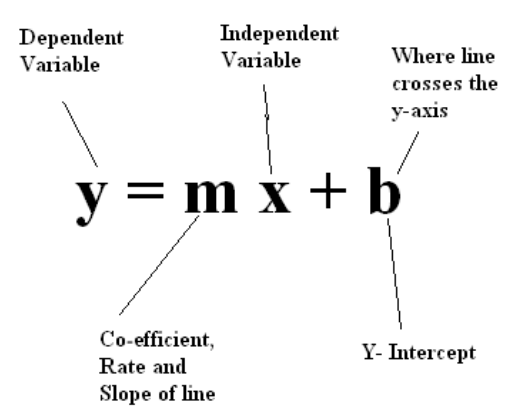 Dependent
Variable
Independent
Variable
Where line
crosses the
y-axis
y = m x + b
Co-efficient,
Rate and
Slope of line
Y- Intercept